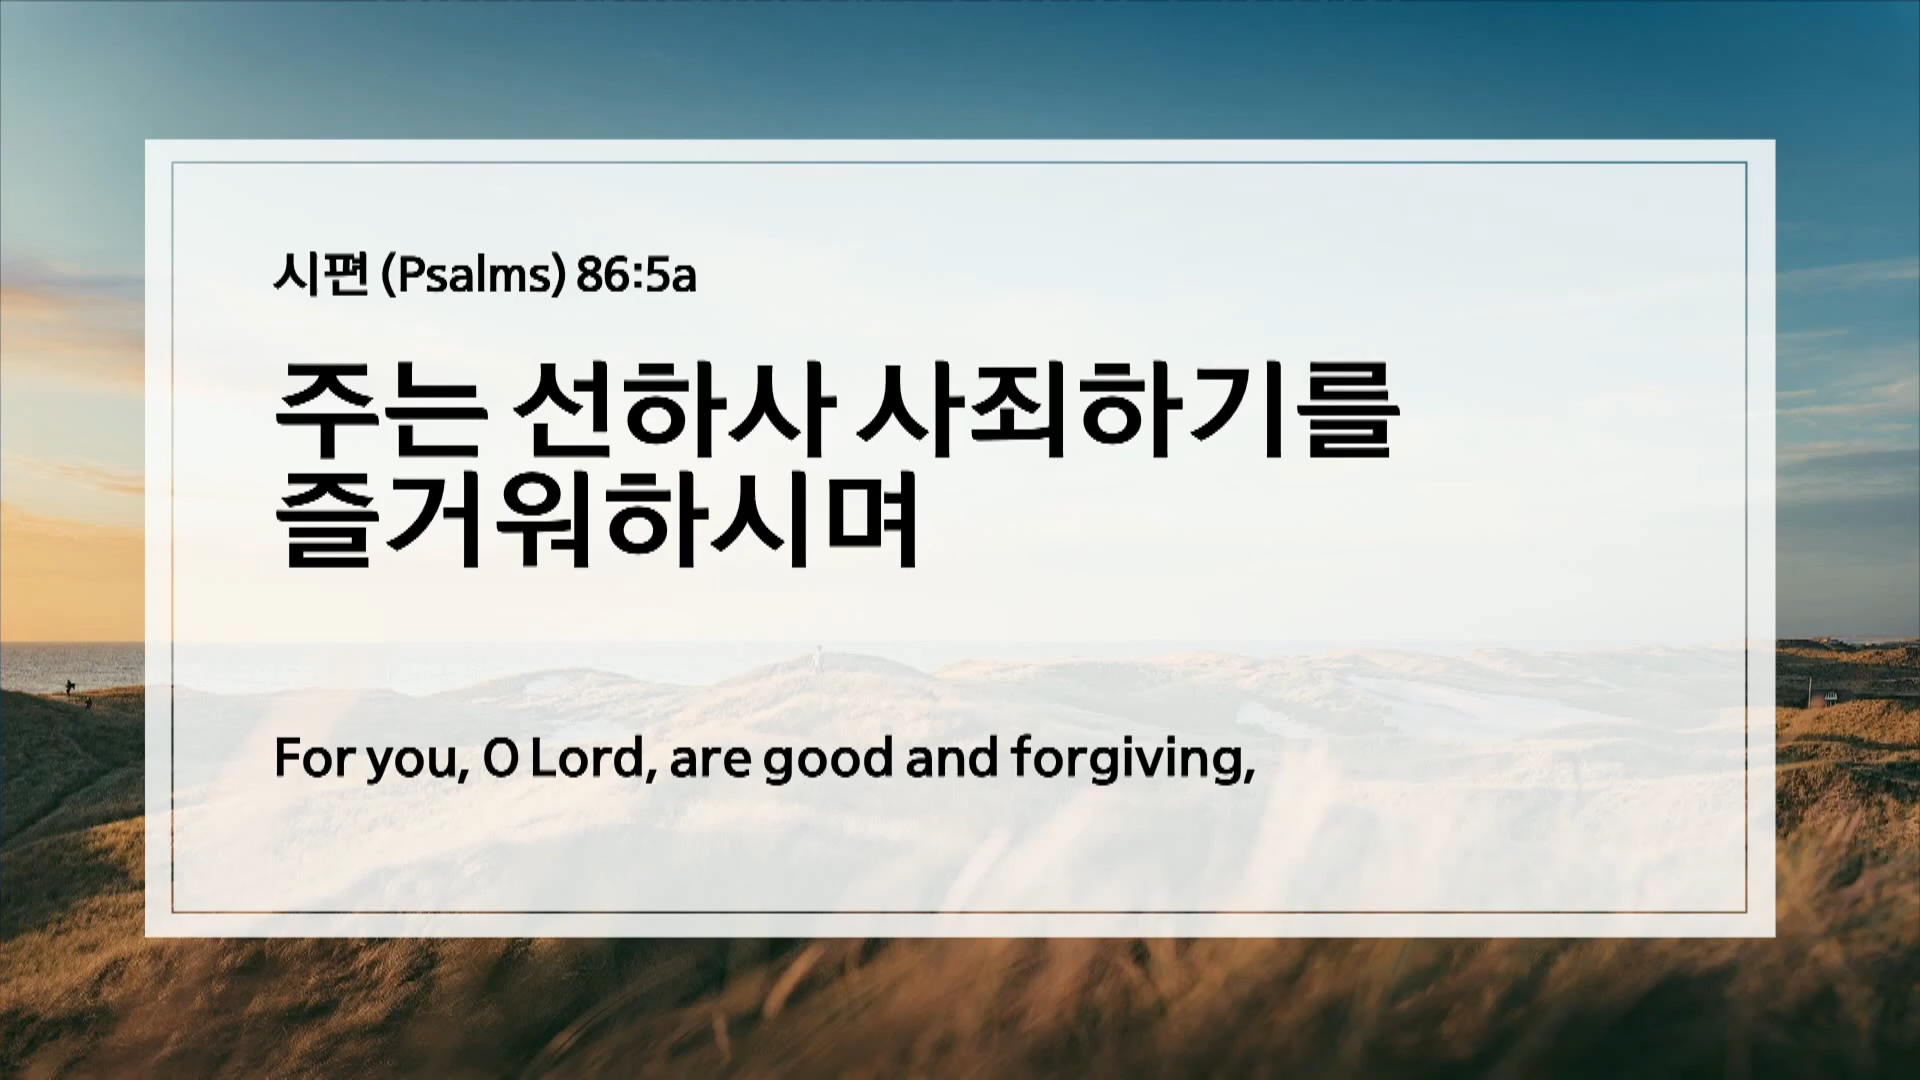 시편 (Psalms) 86:5a
주는 선하사 사죄하기를
즐거워하시며
For you, O Lord, are good and forgiving,